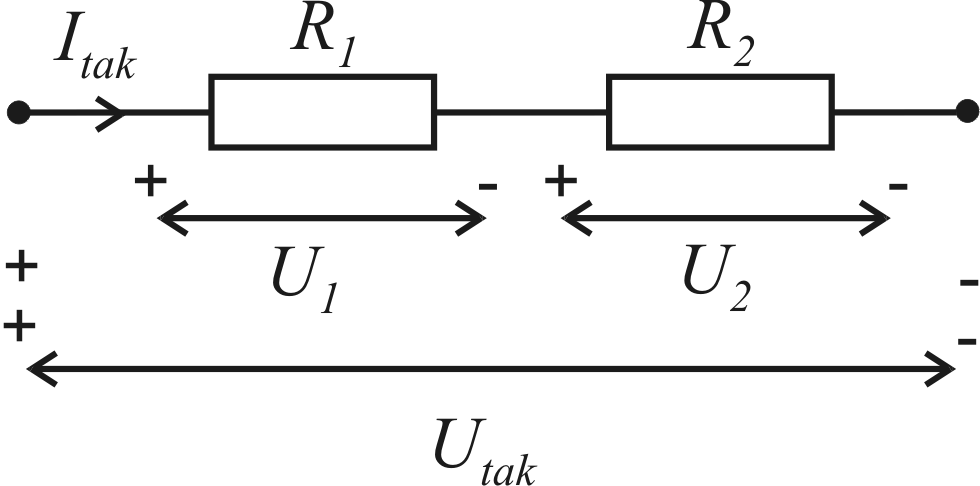 I_tak R_1 R_2
+ - + -
U_1 U_2
+ -
+ -
U_tak